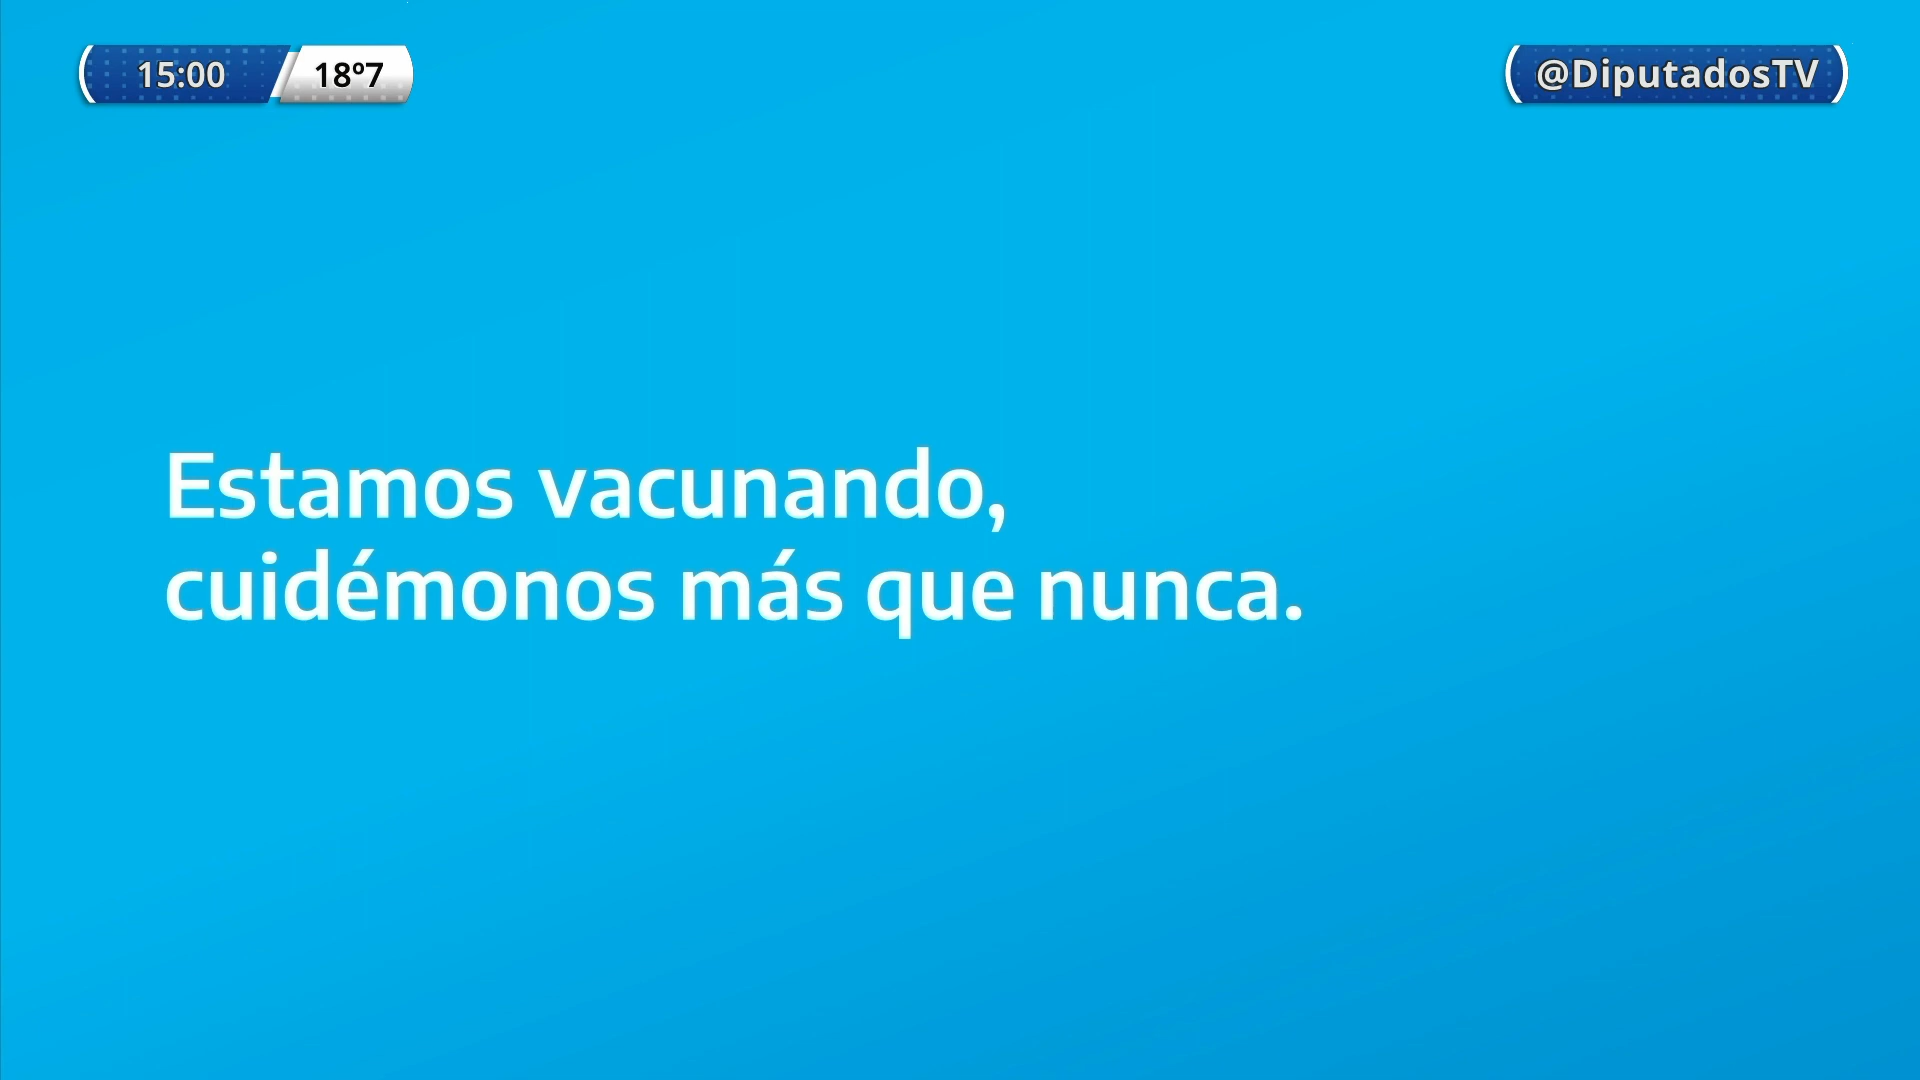 15:00 18º7
@DiputadosTV
Estamos vacunando,
cuidémonos más que nunca.